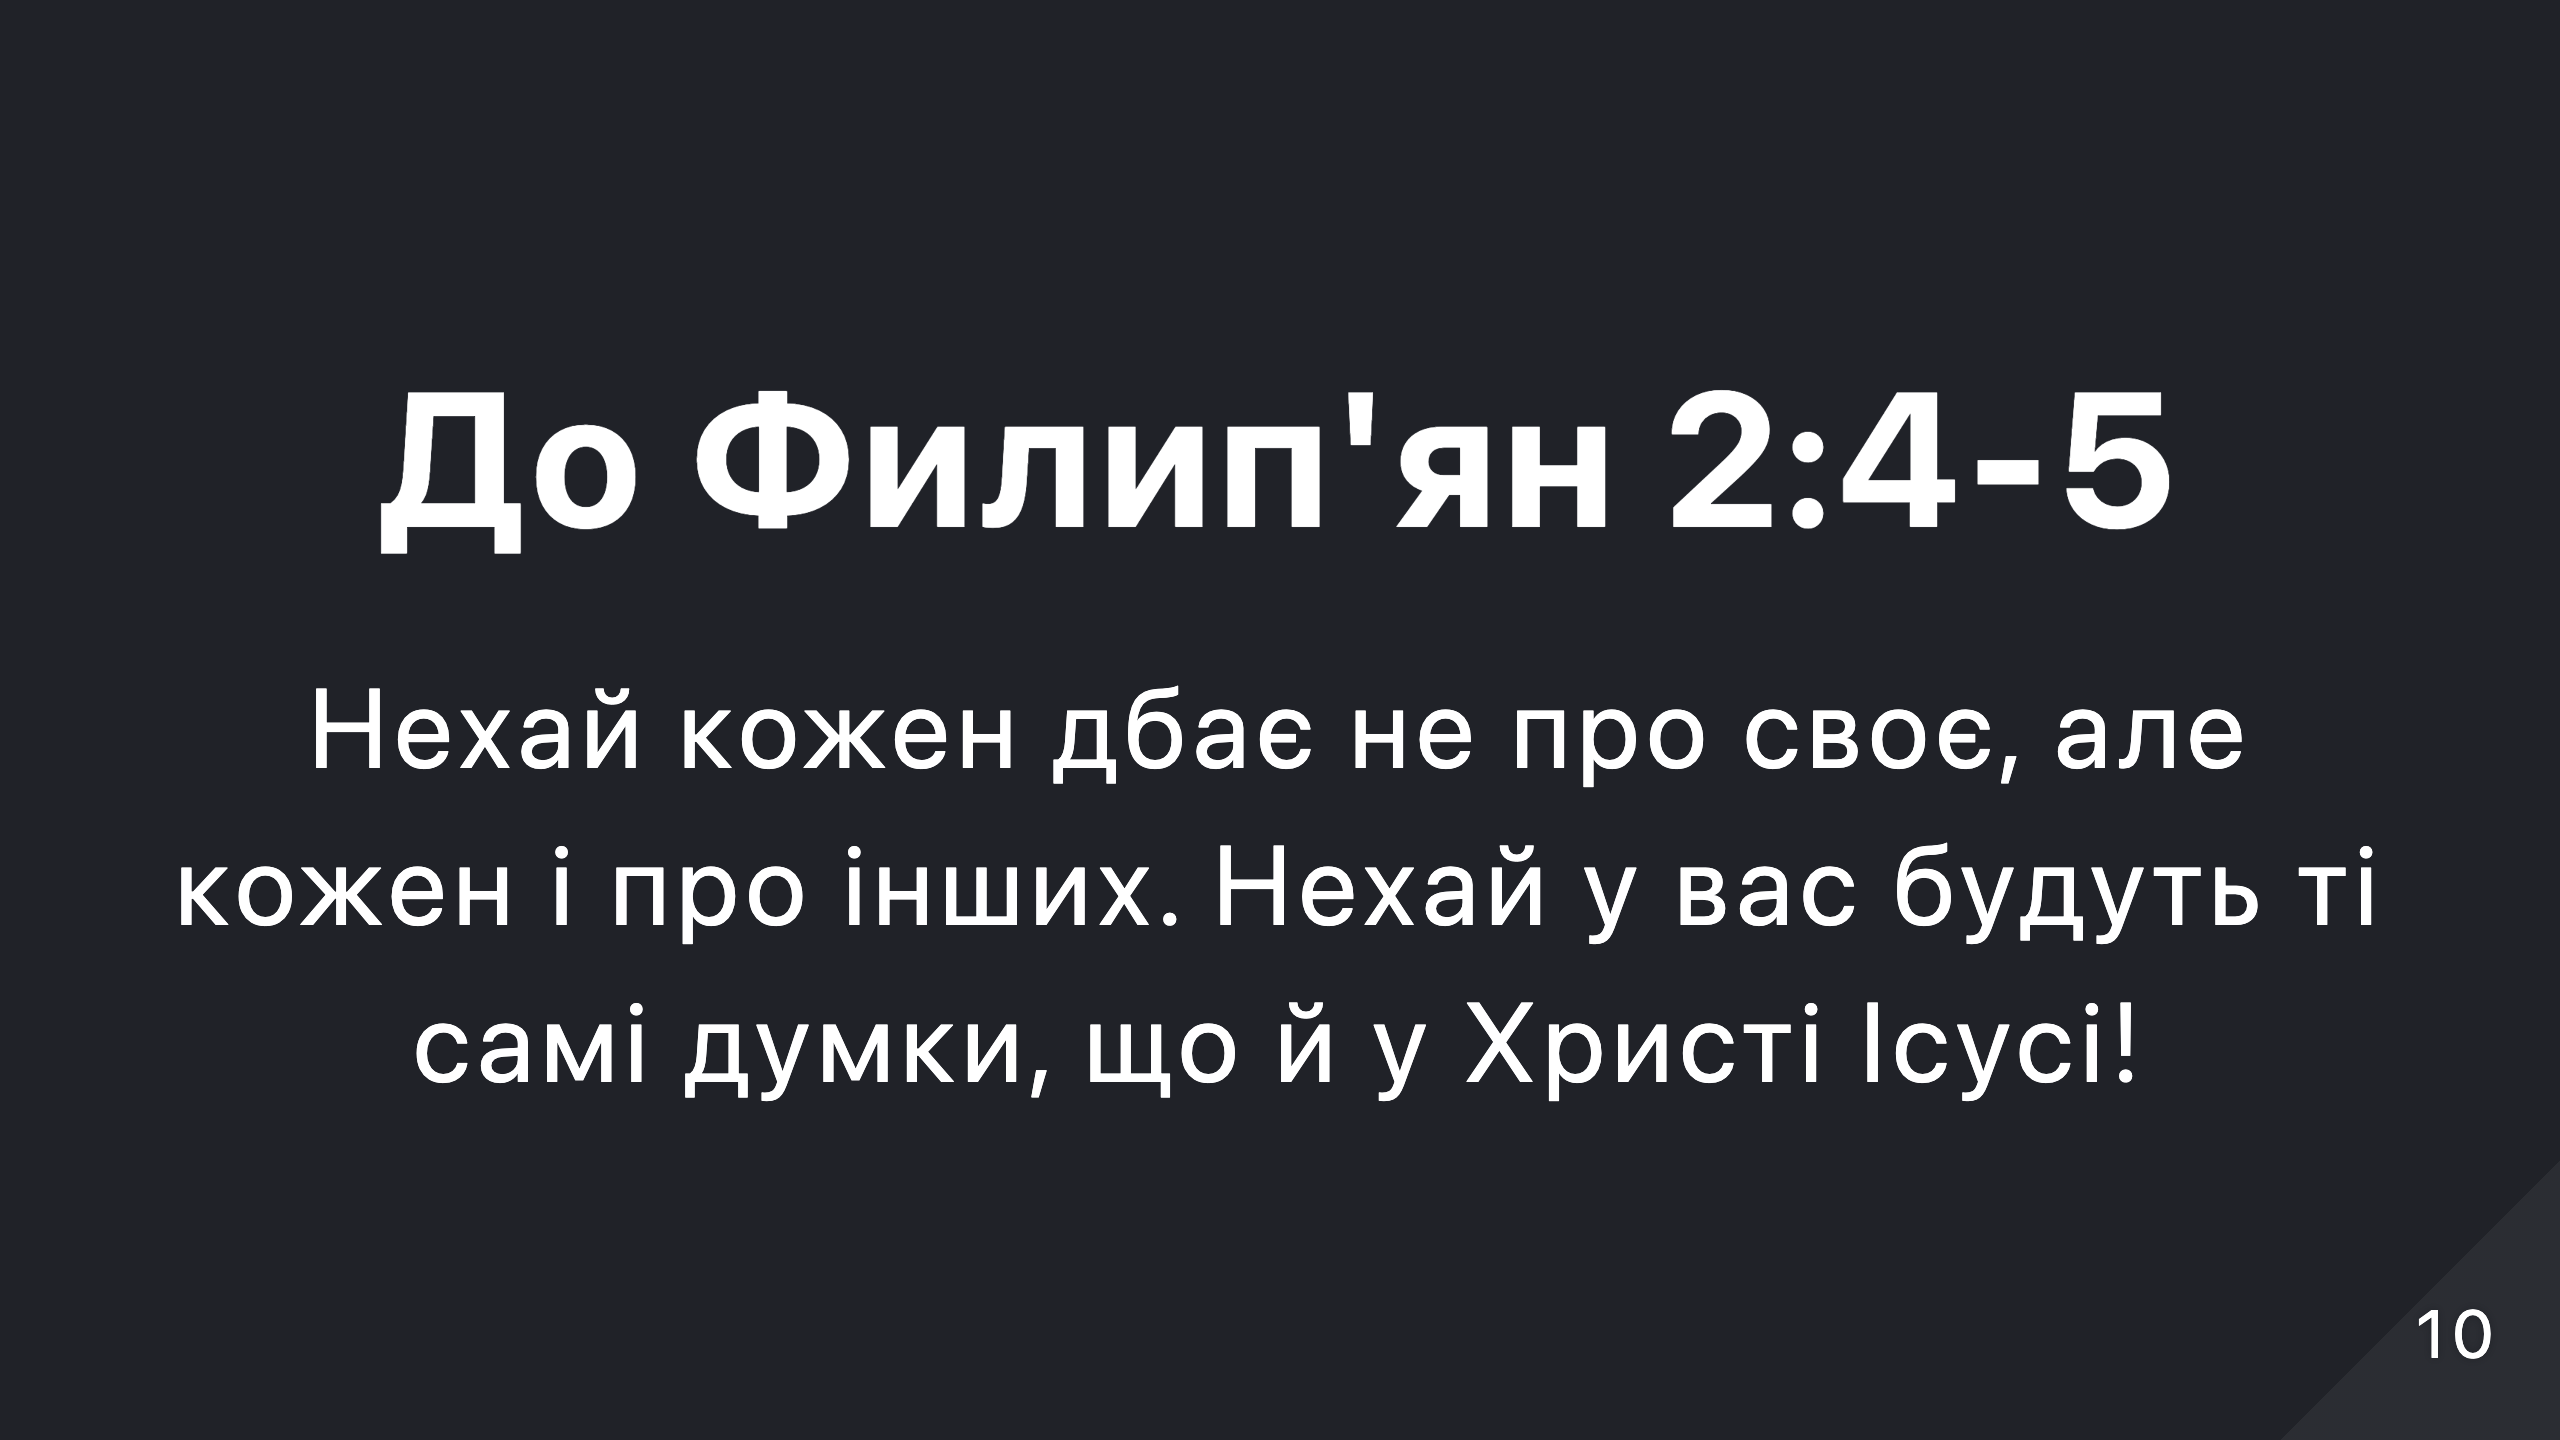 До Филип'ян 2:4-5
Нехай кожен дбає не про своє, але
кожен і про інших. Нехай у вас будуть ті
самі думки, що й у Христі Ісусі!
10